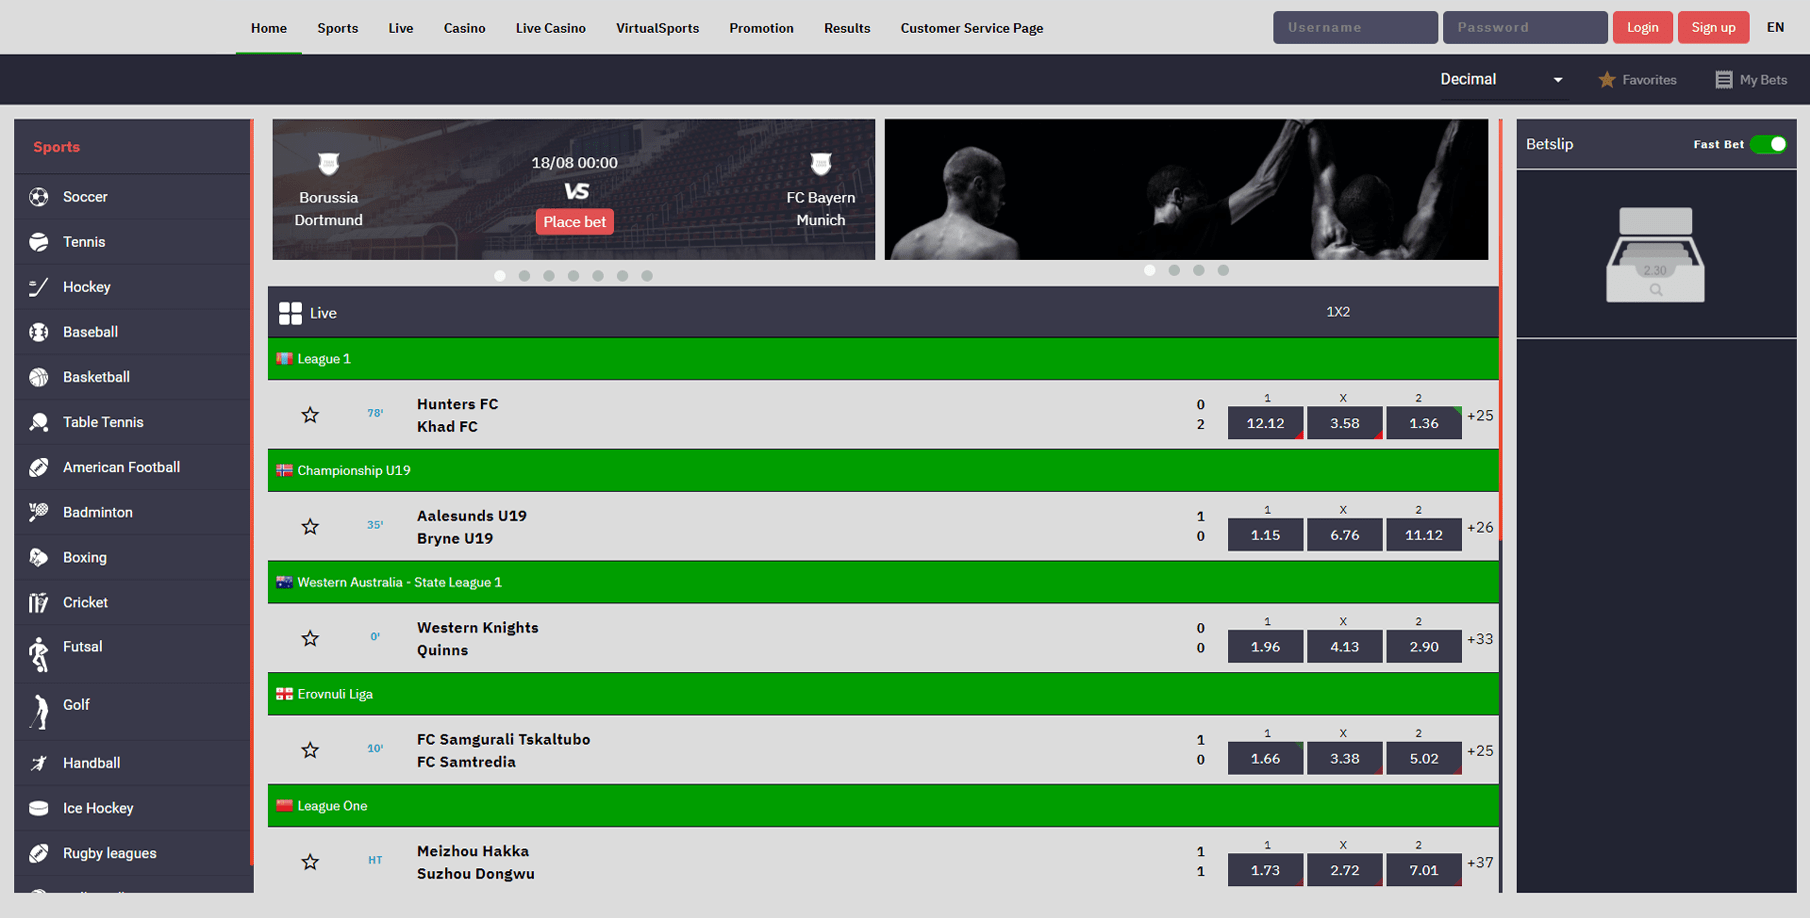 Home Sports Live Casino Live Casino VirtualSports Promotion Results Customer Service Page Username Password Login Sign up EN
Decimal Favorites My Bets
Sports
Soccer
Tennis
Hockey
Baseball
Basketball
Table Tennis
American Football
Badminton
Boxing
Cricket
Futsal
Golf
Handball
Ice Hockey
Rugby leagues
18/08 00:00
VS
Borussia
Dortmund
Place bet
FC Bayern
Munich
Live 1X2
League 1
78' Hunters FC 0 1 X 2
Khad FC 2 12.12 3.58 1.36 +25
Championship U19
35' Aalesunds U19 1 1 X 2
Bryne U19 0 1.15 6.76 11.12 +26
Western Australia - State League 1
0' Western Knights 0 1 X 2
Quinns 0 1.96 4.13 2.90 +33
Erovnuli Liga
10' FC Samgurali Tskaltubo 1 1 X 2
FC Samtredia 0 1.66 3.38 5.02 +25
League One
HT Meizhou Hakka 1 1 X 2
Suzhou Dongwu 1 1.73 2.72 7.01 +37
Betslip Fast Bet
2.30